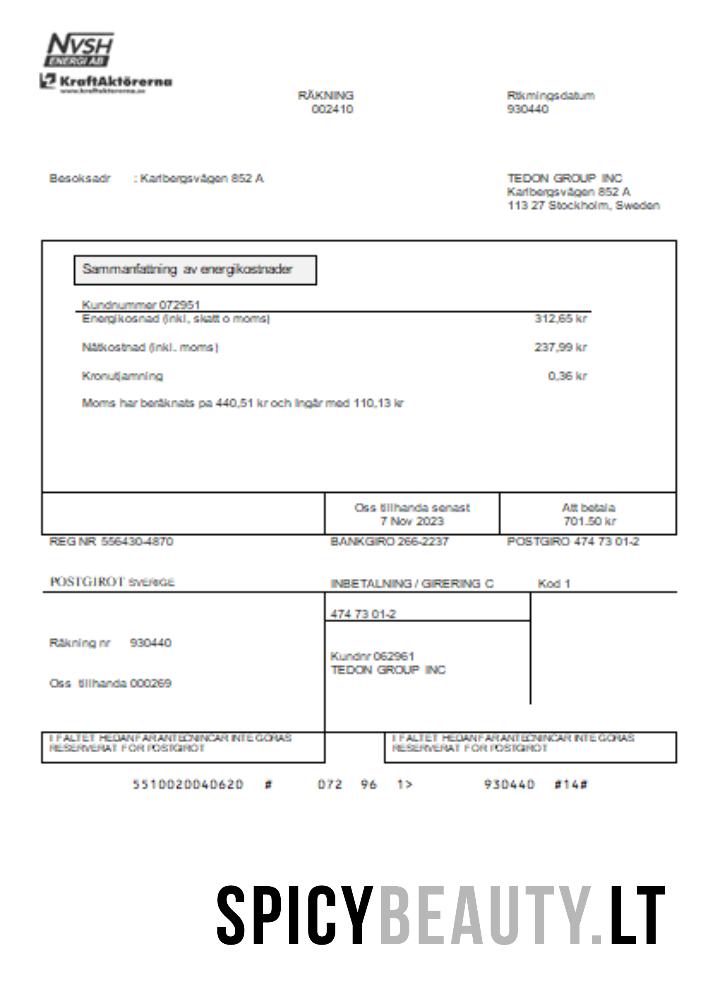 NVSH
ENERGI AB
KraftAktörerna
www.kraftaktorerna.se
RÄKNING
002410
Rtkmingsdatum
930440
Besoksadr : Karlbergsvägen 852 A
TEDON GROUP INC
Karlbergsvägen 852 A
113 27 Stockholm, Sweden
Sammanfattning av energikostnader
Kundnummer 072951
Energikosnad (inkl, skatt o moms) 312,65 kr
Nätkostnad (inkl. moms) 237,99 kr
Kronutjamning 0,36 kr
Moms har beräknats pa 440,51 kr och Ingår med 110,13 kr
Oss tillhanda senast
7 Nov 2023
Att betala
701.50 kr
REG NR 556430-4870 BANKGIRO 266-2237 POSTGIRO 474 73 01-2
POSTGIROT SVERIGE INBETALNING / GIRERING C Kod 1
474 73 01-2
Räkning nr 930440
Kundnr 062961
TEDON GROUP INC
Oss tillhanda 000269
I FALTET HEDANFAR ANTECNINCAR INTE GORAS
RESERVERAT FOR POSTGIROT
I FALTET HEDANFAR ANTECNINCAR INTE GORAS
RESERVERAT FOR POSTGIROT
5510020040620 # 072 96 1> 930440 #14#
SPICYBEAUTY.LT